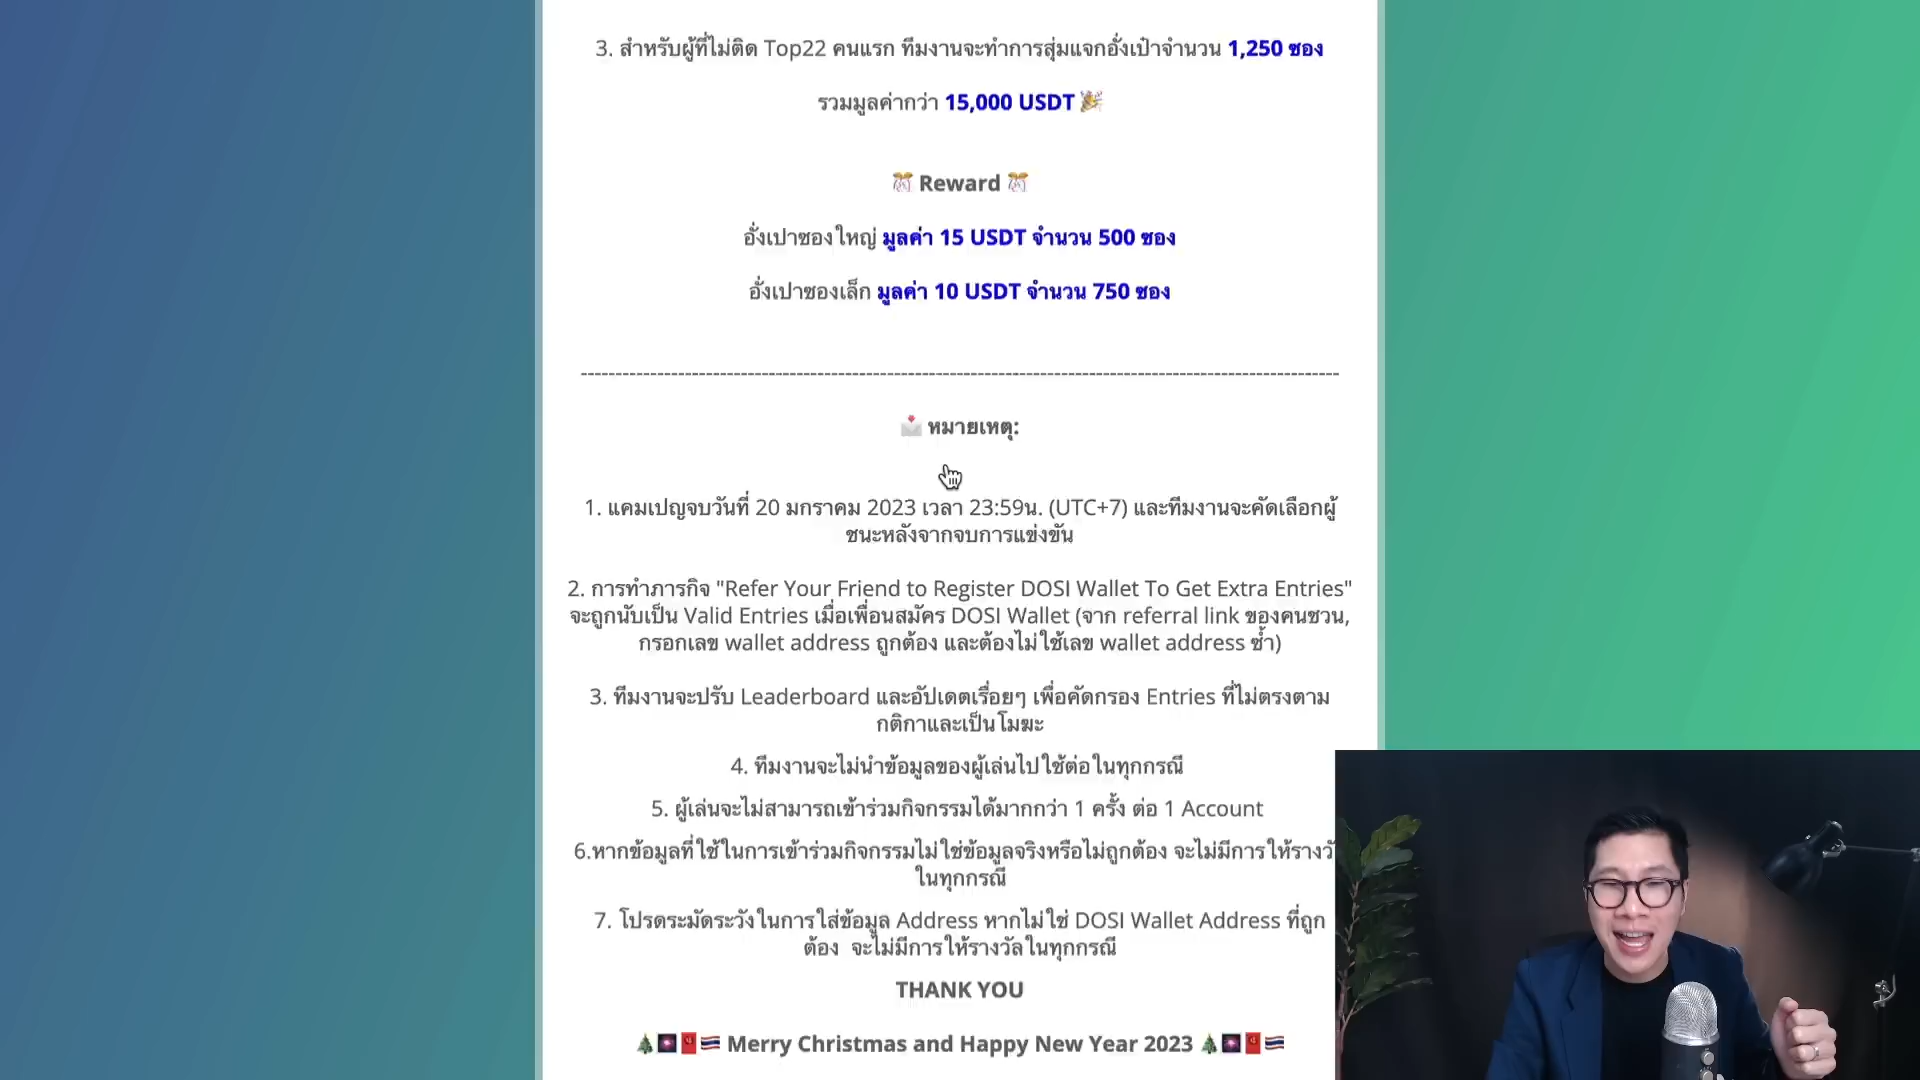 3. สำหรับผู้ที่ไม่ติด Top22 คนแรก ทีมงานจะทำการสุ่มแจกอั่งเป๋าจำนวน 1,250 ซอง
รวมมูลค่ากว่า 15,000 USDT 🎉
🎊 Reward 🎊
อั่งเปาซองใหญ่ มูลค่า 15 USDT จำนวน 500 ซอง
อั่งเปาซองเล็ก มูลค่า 10 USDT จำนวน 750 ซอง
------------------------------------------------------------------------------------------------------------
📩 หมายเหตุ:
1. แคมเปญจบวันที่ 20 มกราคม 2023 เวลา 23:59น. (UTC+7) และทีมงานจะคัดเลือกผู้
ชนะหลังจากจบการแข่งขัน
2. การทำภารกิจ "Refer Your Friend to Register DOSI Wallet To Get Extra Entries"
จะถูกนับเป็น Valid Entries เมื่อเพื่อนสมัคร DOSI Wallet (จาก referral link ของคนชวน,
กรอกเลข wallet address ถูกต้อง และต้องไม่ใช้เลข wallet address ซ้ำ)
3. ทีมงานจะปรับ Leaderboard และอัปเดตเรื่อยๆ เพื่อคัดกรอง Entries ที่ไม่ตรงตาม
กติกาและเป็นโมฆะ
4. ทีมงานจะไม่นำข้อมูลของผู้เล่นไปใช้ต่อในทุกกรณี
5. ผู้เล่นจะไม่สามารถเข้าร่วมกิจกรรมได้มากกว่า 1 ครั้ง ต่อ 1 Account
6.หากข้อมูลที่ใช้ในการเข้าร่วมกิจกรรมไม่ใช่ข้อมูลจริงหรือไม่ถูกต้อง จะไม่มีการให้รางวั
ในทุกกรณี
7. โปรดระมัดระวังในการใส่ข้อมูล Address หากไม่ใช่ DOSI Wallet Address ที่ถูก
ต้อง จะไม่มีการให้รางวัลในทุกกรณี
THANK YOU
🎄🎆🧧🇹🇭 Merry Christmas and Happy New Year 2023 🎄🎆🧧🇹🇭